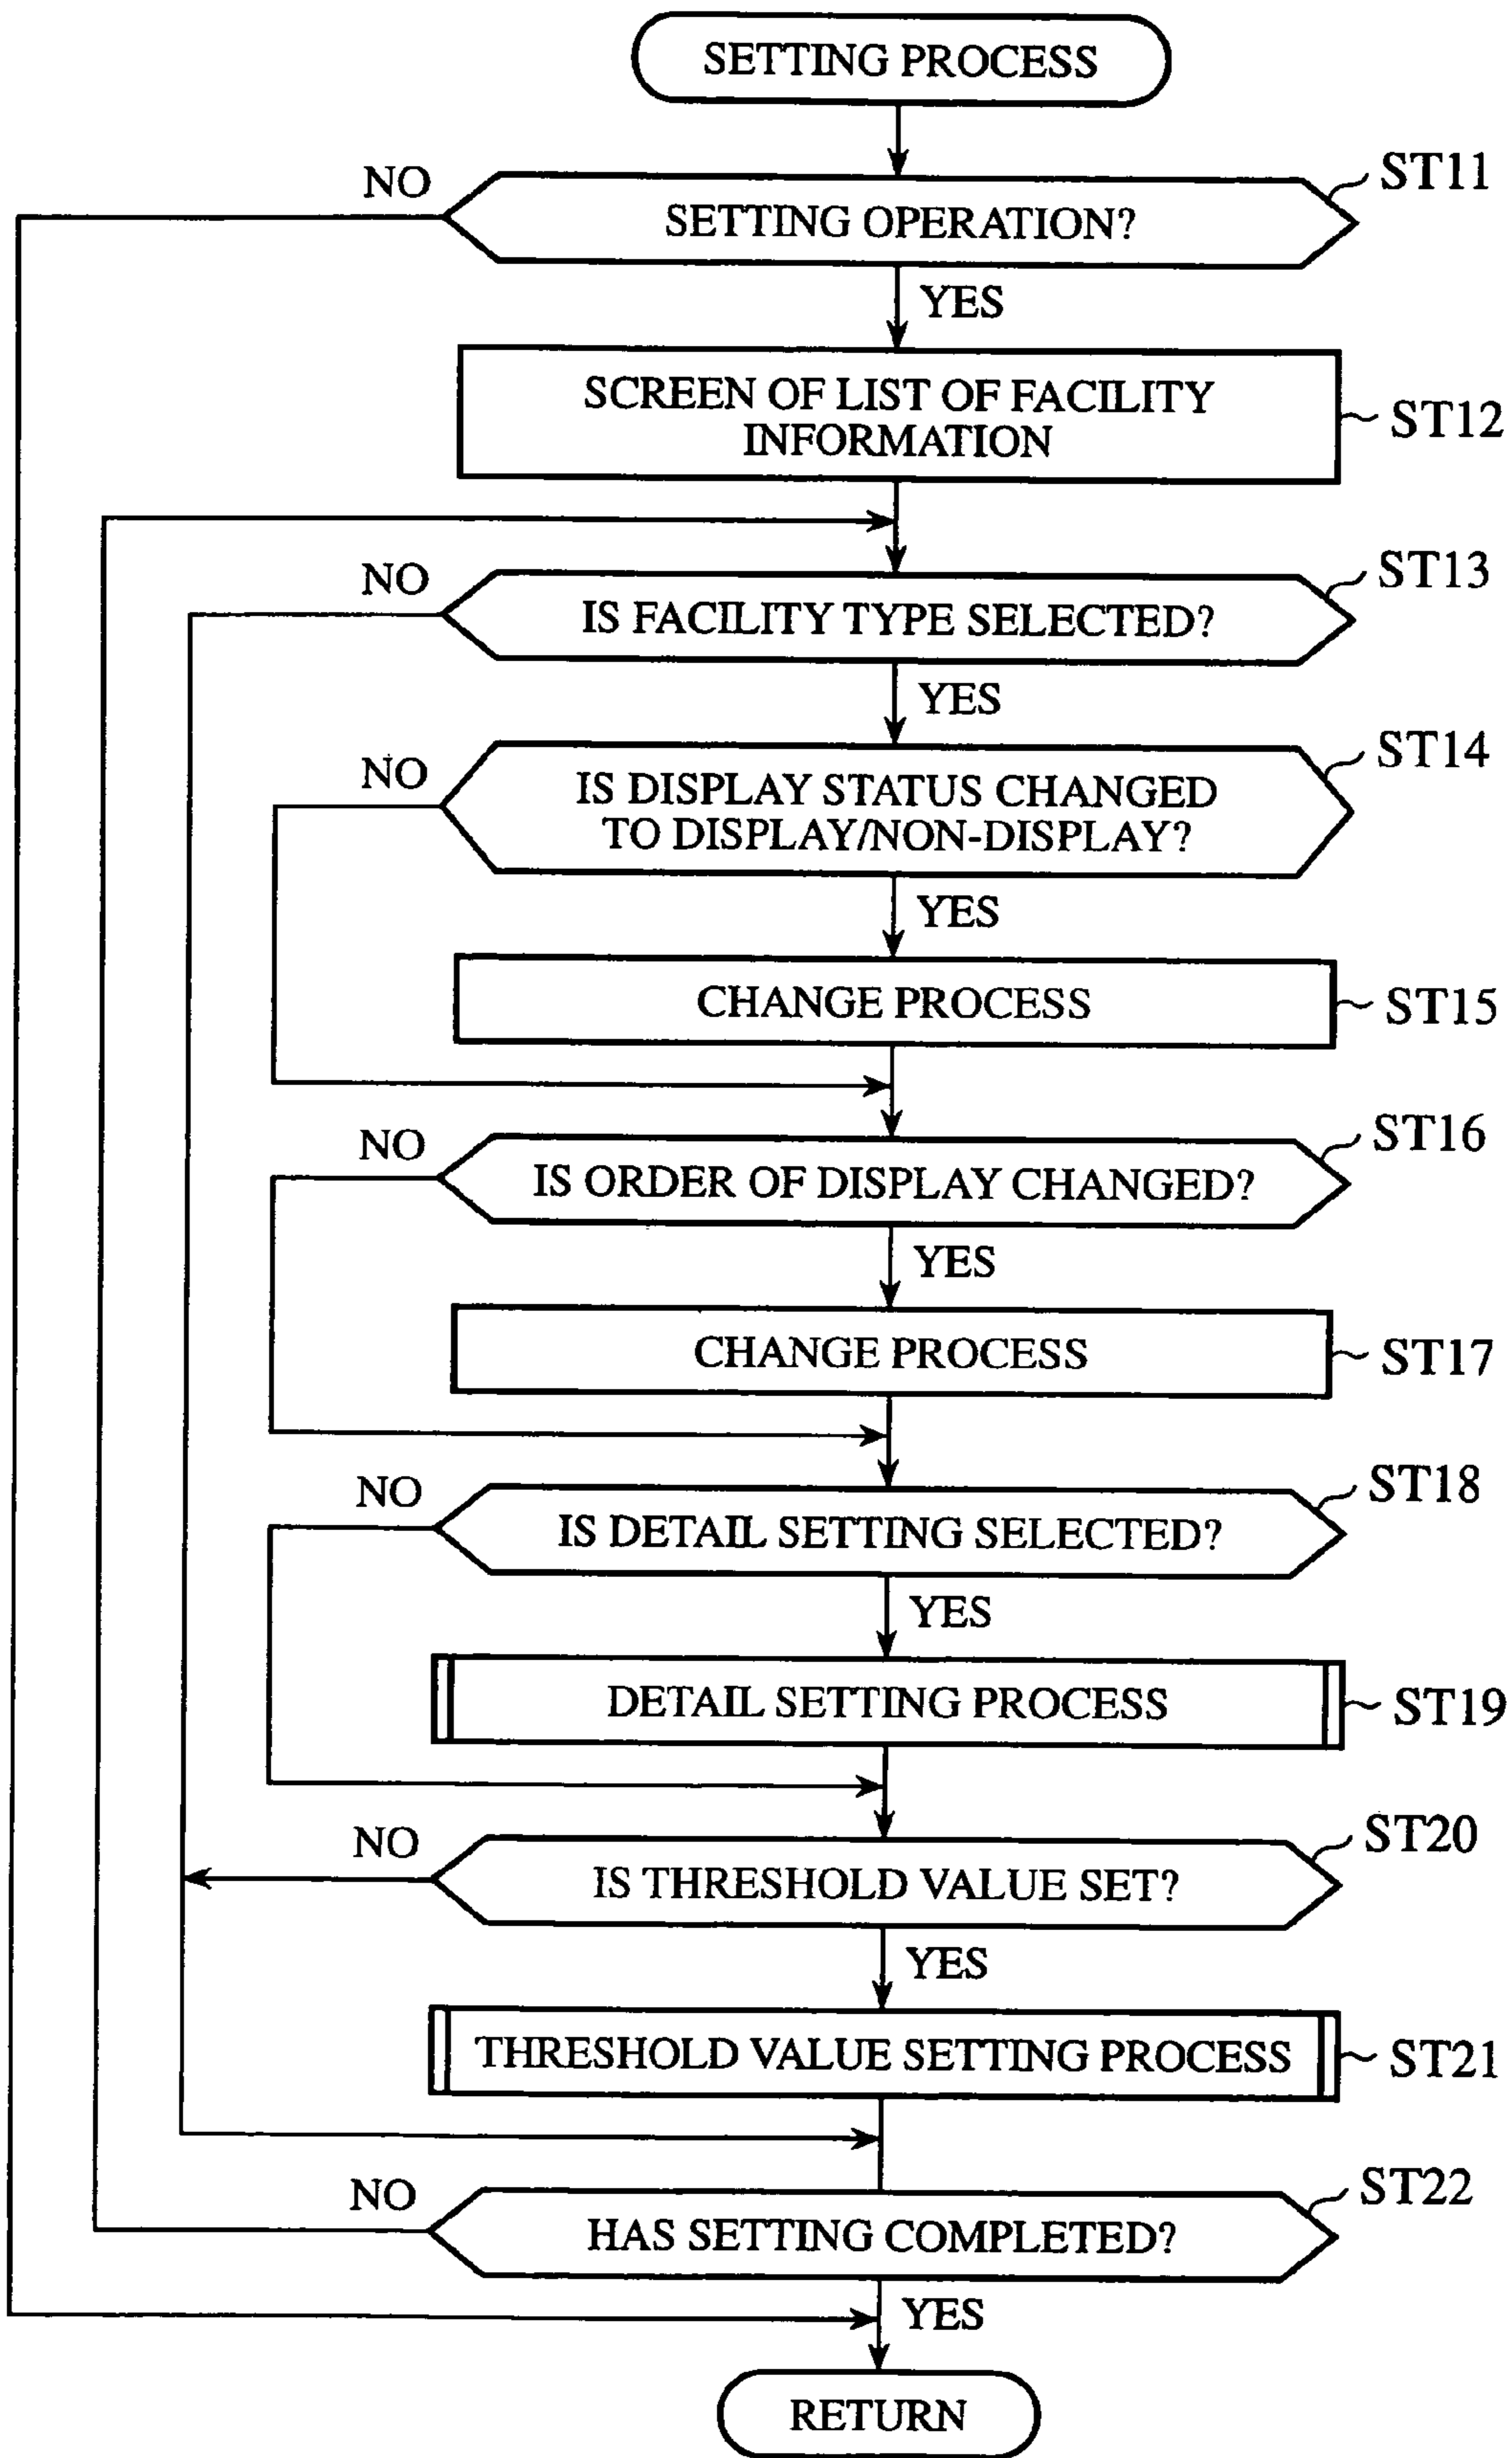 SETTING PROCESS
NO
ST11
SETTING OPERATION?
YES
SCREEN OF LIST OF FACILITY
INFORMATION
ST12
NO
ST13
IS FACILITY TYPE SELECTED?
YES
NO
ST14
IS DISPLAY STATUS CHANGED
TO DISPLAY/NON-DISPLAY?
YES
CHANGE PROCESS
ST15
NO
ST16
IS ORDER OF DISPLAY CHANGED?
YES
CHANGE PROCESS
ST17
NO
ST18
IS DETAIL SETTING SELECTED?
YES
DETAIL SETTING PROCESS
ST19
NO
ST20
IS THRESHOLD VALUE SET?
YES
THRESHOLD VALUE SETTING PROCESS
ST21
NO
ST22
HAS SETTING COMPLETED?
YES
RETURN